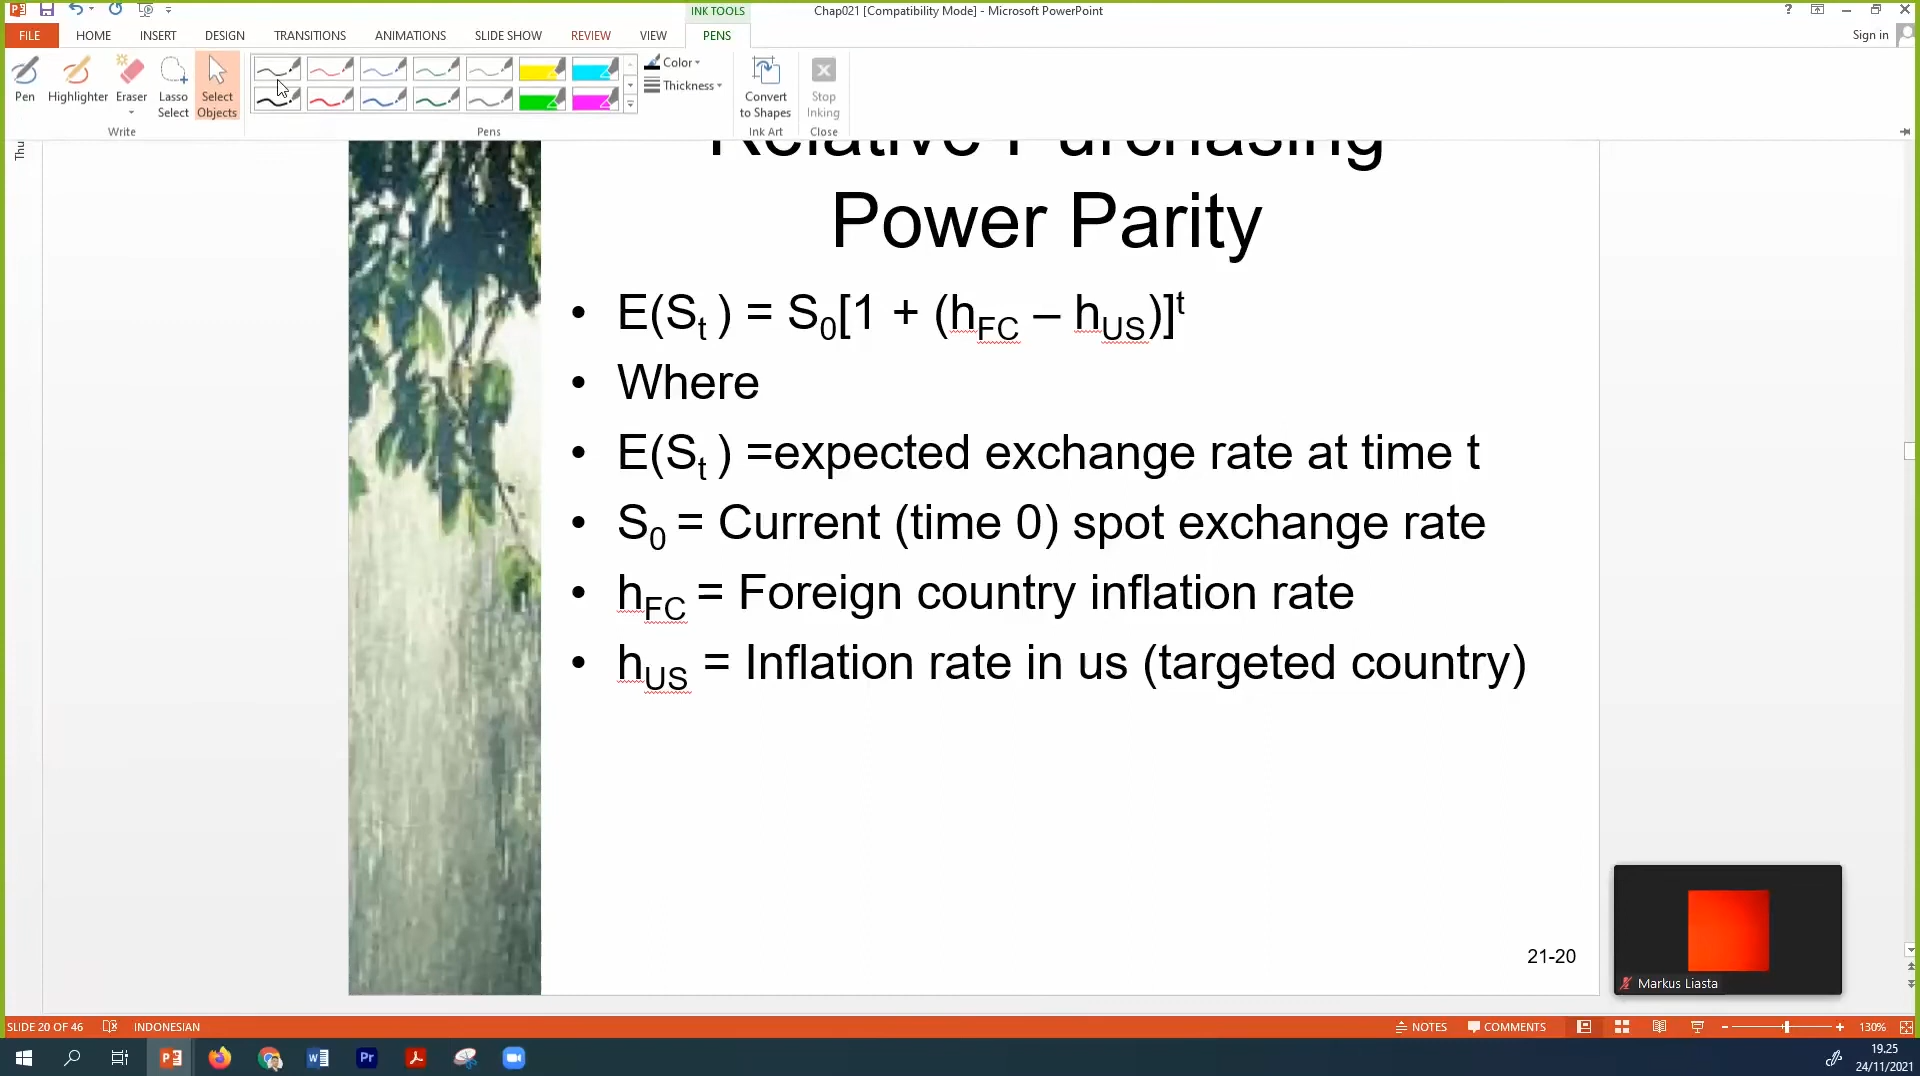 INK TOOLS
Chap021 [Compatibility Mode] - Microsoft PowerPoint
?
FILE HOME INSERT DESIGN TRANSITIONS ANIMATIONS SLIDE SHOW REVIEW VIEW PENS
Sign in
Pen Highlighter Eraser Lasso Select Select Objects
Color
Thickness
Convert to Shapes
Stop Inking
Write Pens Ink Art Close
Thu
Relative Purchasing
Power Parity
• E(St ) = S0[1 + (hFC – hUS)]t
• Where
• E(St ) =expected exchange rate at time t
• S0 = Current (time 0) spot exchange rate
• hFC = Foreign country inflation rate
• hUS = Inflation rate in us (targeted country)
21-20
Markus Liasta
SLIDE 20 OF 46 INDONESIAN NOTES COMMENTS 130%
Pr
19.25
24/11/2021